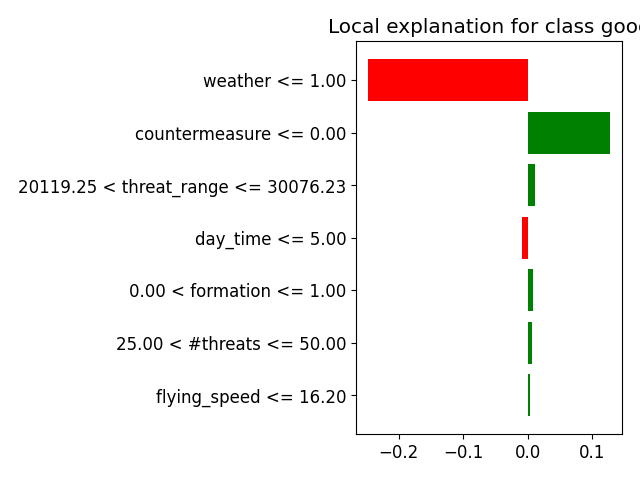 Local explanation for class goo
weather <= 1.00
countermeasure <= 0.00
20119.25 < threat_range <= 30076.23
day_time <= 5.00
0.00 < formation <= 1.00
25.00 < #threats <= 50.00
flying_speed <= 16.20
−0.2 −0.1 0.0 0.1